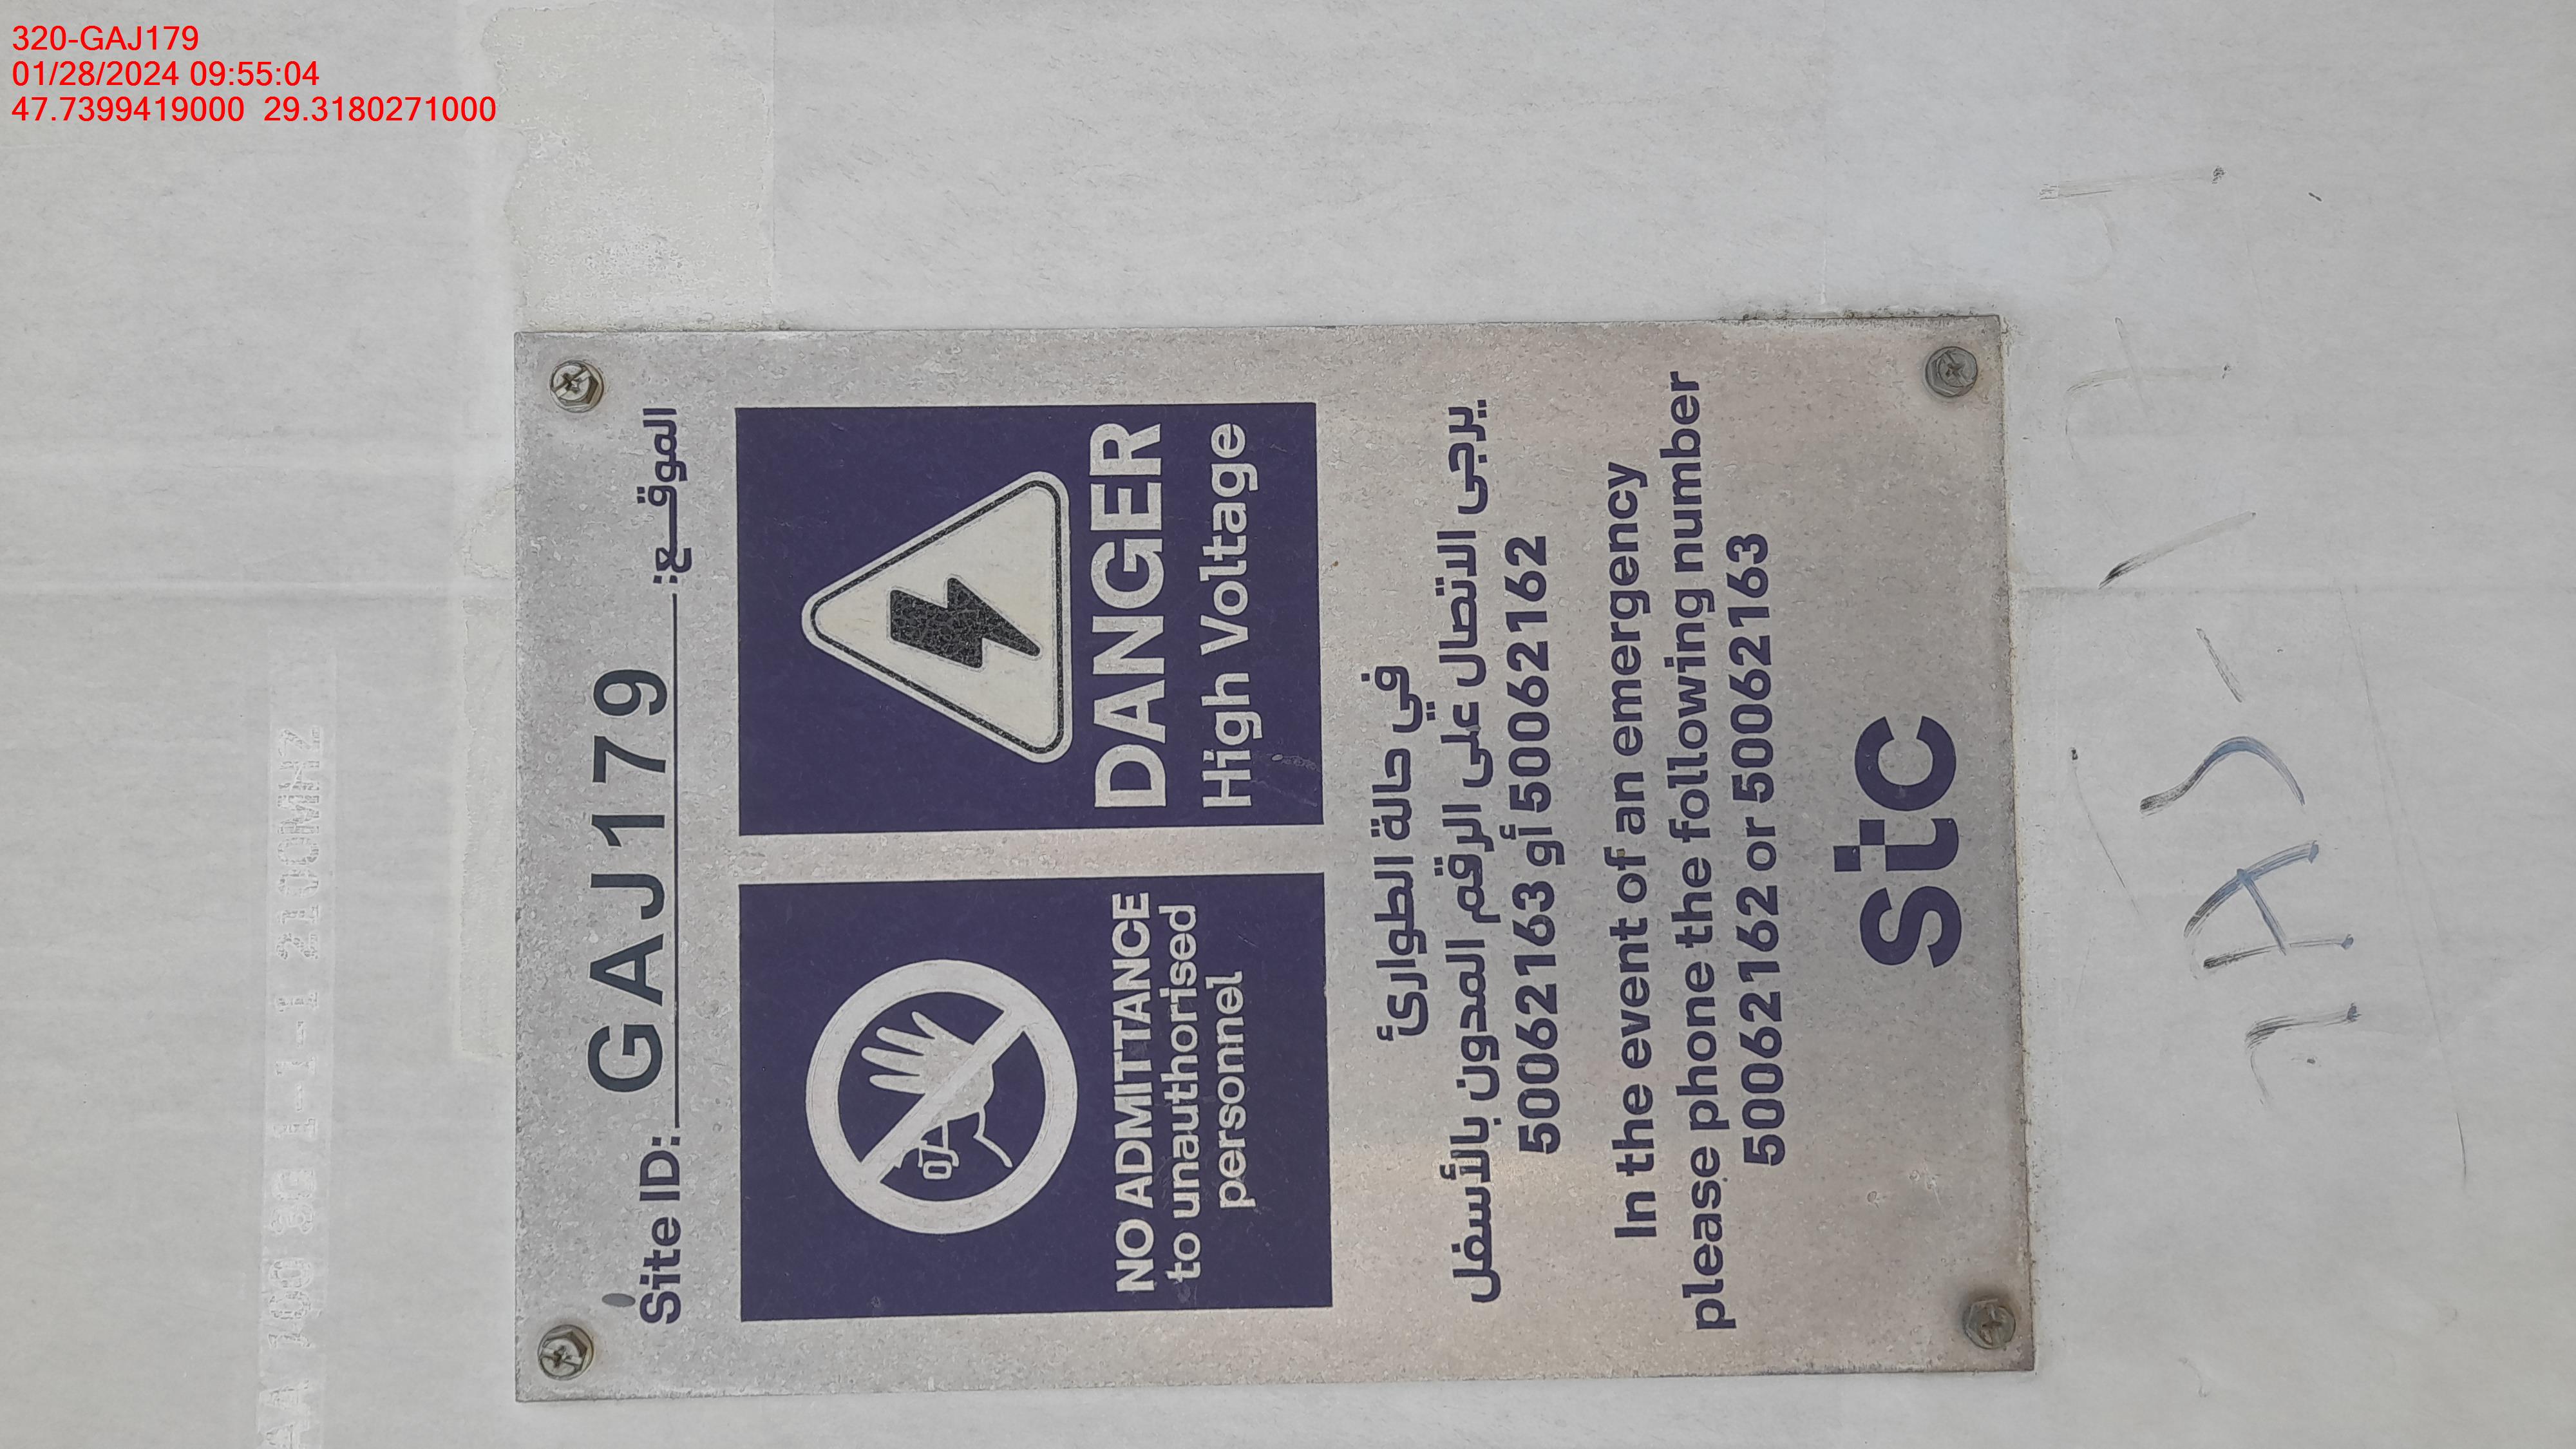 320-GAJ179
01/28/2024 09:55:04
47.7399419000 29.3180271000
Site ID: GAJ179 الموقع:
NO ADMITTANCE
to unauthorised
personnel
DANGER
High Voltage
في حالة الطوارئ
يرجى الاتصال على الرقم المدون بالأسفل
50062163 أو 50062162
In the event of an emergency
please phone the following number
50062162 or 50062163
stc